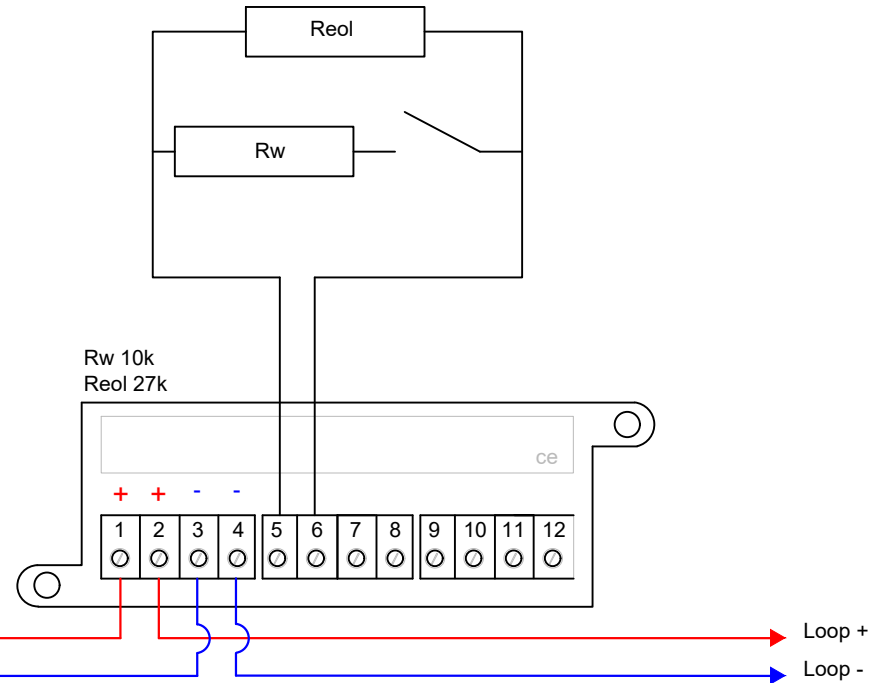 Reol
Rw
Rw 10k
Reol 27k
ce
+ + - -
1 2 3 4 5 6 7 8 9 10 11 12
Loop +
Loop -